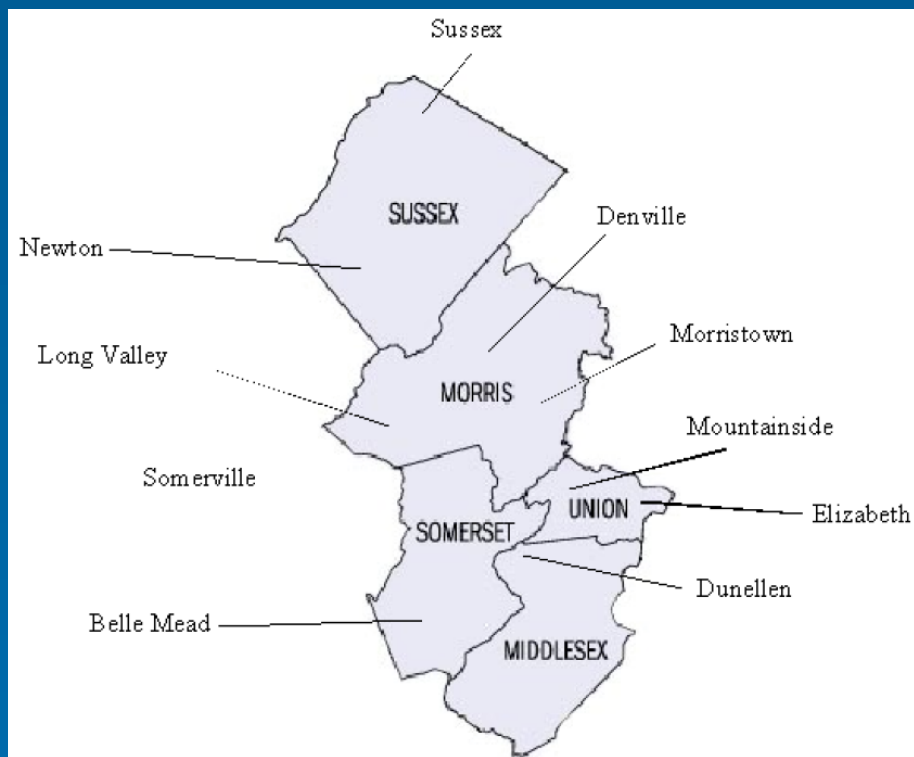 Sussex
SUSSEX
Denville
Newton
Morristown
Long Valley
MORRIS
Mountainside
Somerville
UNION
Elizabeth
SOMERSET
Dunellen
Belle Mead
MIDDLESEX